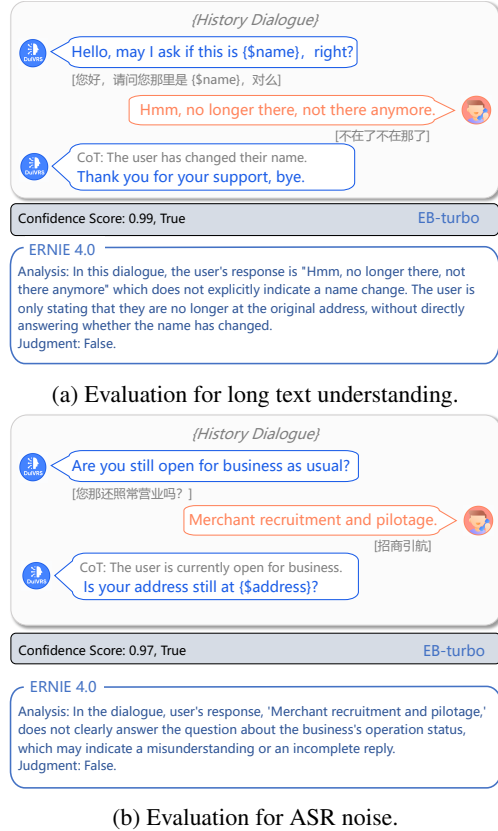 {History Dialogue}
Hello, may I ask if this is {$name}, right?
DuIVRS
[您好，请问您那里是 {$name}，对么]
Hmm, no longer there, not there anymore.
[不在了不在那了]
CoT: The user has changed their name.
Thank you for your support, bye.
DuIVRS
Confidence Score: 0.99, True EB-turbo
ERNIE 4.0
Analysis: In this dialogue, the user's response is "Hmm, no longer there, not
there anymore" which does not explicitly indicate a name change. The user is
only stating that they are no longer at the original address, without directly
answering whether the name has changed.
Judgment: False.
(a) Evaluation for long text understanding.
{History Dialogue}
Are you still open for business as usual?
DuIVRS
[您那还照常营业吗？]
Merchant recruitment and pilotage.
[招商引航]
CoT: The user is currently open for business.
Is your address still at {$address}?
DuIVRS
Confidence Score: 0.97, True EB-turbo
ERNIE 4.0
Analysis: In the dialogue, user's response, 'Merchant recruitment and pilotage,'
does not clearly answer the question about the business's operation status,
which may indicate a misunderstanding or an incomplete reply.
Judgment: False.
(b) Evaluation for ASR noise.